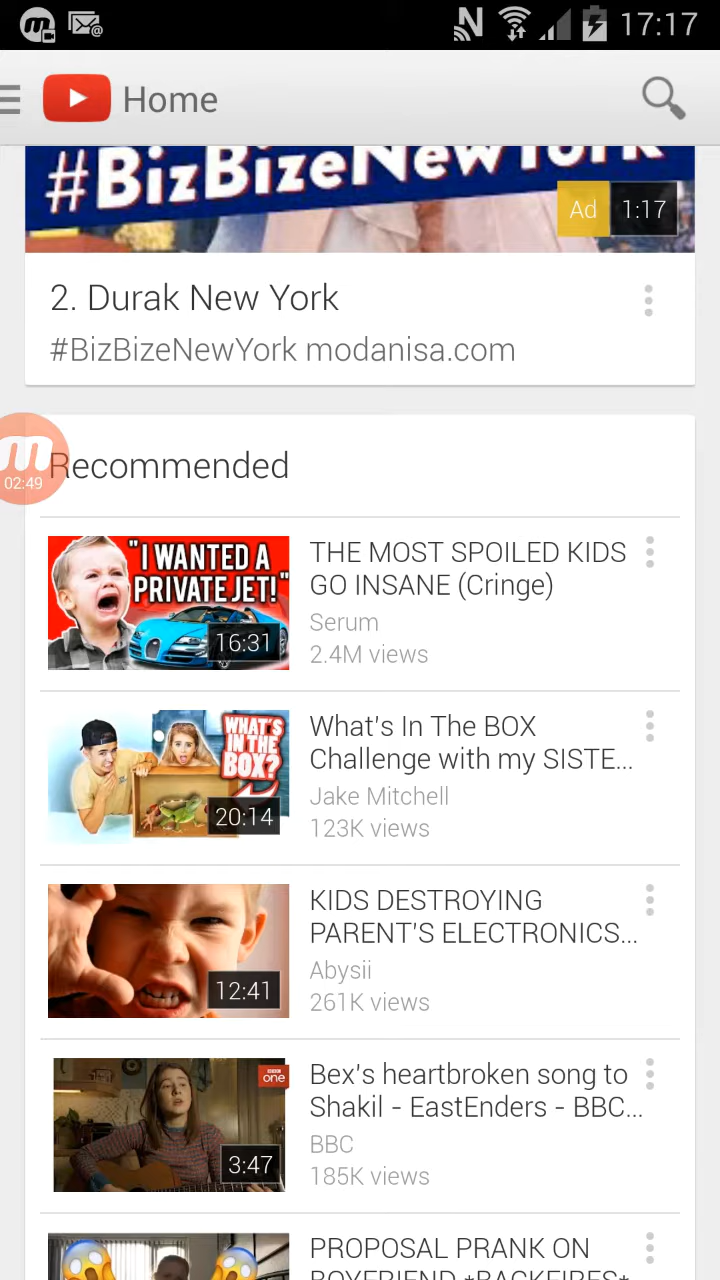 17:17
Home
#BizBizeNewYork
Ad 1:17
2. Durak New York
#BizBizeNewYork modanisa.com
m
02:49
Recommended
"I WANTED A
PRIVATE JET!"
16:31
THE MOST SPOILED KIDS
GO INSANE (Cringe)
Serum
2.4M views
WHAT'S
IN THE
BOX?
20:14
What's In The BOX
Challenge with my SISTE...
Jake Mitchell
123K views
12:41
KIDS DESTROYING
PARENT'S ELECTRONICS...
Abysii
261K views
BBC
one
3:47
Bex's heartbroken song to
Shakil - EastEnders - BBC...
BBC
185K views
PROPOSAL PRANK ON
BOYFRIEND *BACKFIRES*